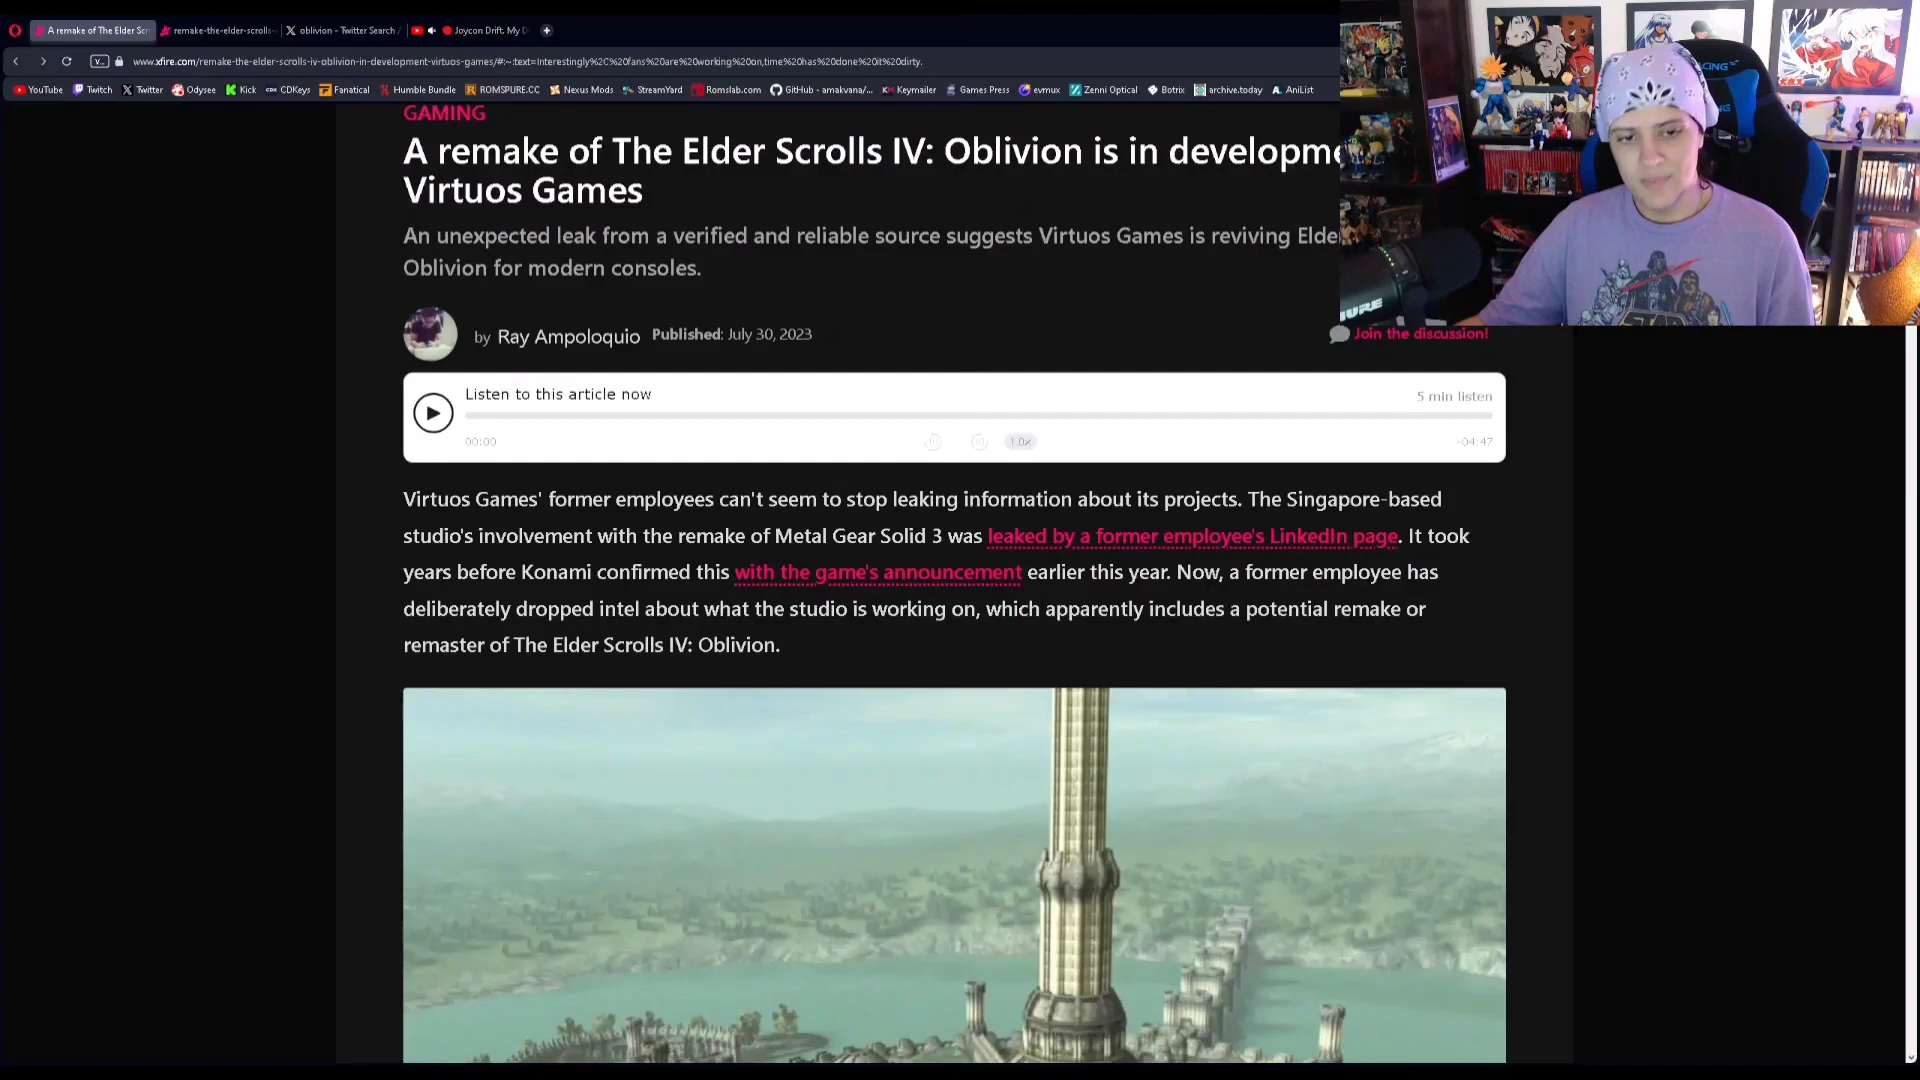 A remake of The Elder Scr
remake-the-elder-scrolls-
oblivion - Twitter Search /
Joycon Drift. My D
www.xfire.com/remake-the-elder-scrolls-iv-oblivion-in-development-virtuos-games/#:~:text=Interestingly%2C%20fans%20are%20working%20on,time%20has%20done%20it%20dirty.
YouTube Twitch Twitter Odysee Kick CDKeys Fanatical Humble Bundle ROMSPURE.CC Nexus Mods StreamYard Romslab.com GitHub - amakvana/... Keymailer Games Press evmux Zenni Optical Botrix archive.today AniList
GAMING
A remake of The Elder Scrolls IV: Oblivion is in developme
Virtuos Games
An unexpected leak from a verified and reliable source suggests Virtuos Games is reviving Elde
Oblivion for modern consoles.
by Ray Ampoloquio Published: July 30, 2023
Join the discussion!
Listen to this article now
5 min listen
00:00
10
10
1.0x
-04:47
Virtuos Games' former employees can't seem to stop leaking information about its projects. The Singapore-based
studio's involvement with the remake of Metal Gear Solid 3 was leaked by a former employee's LinkedIn page. It took
years before Konami confirmed this with the game's announcement earlier this year. Now, a former employee has
deliberately dropped intel about what the studio is working on, which apparently includes a potential remake or
remaster of The Elder Scrolls IV: Oblivion.